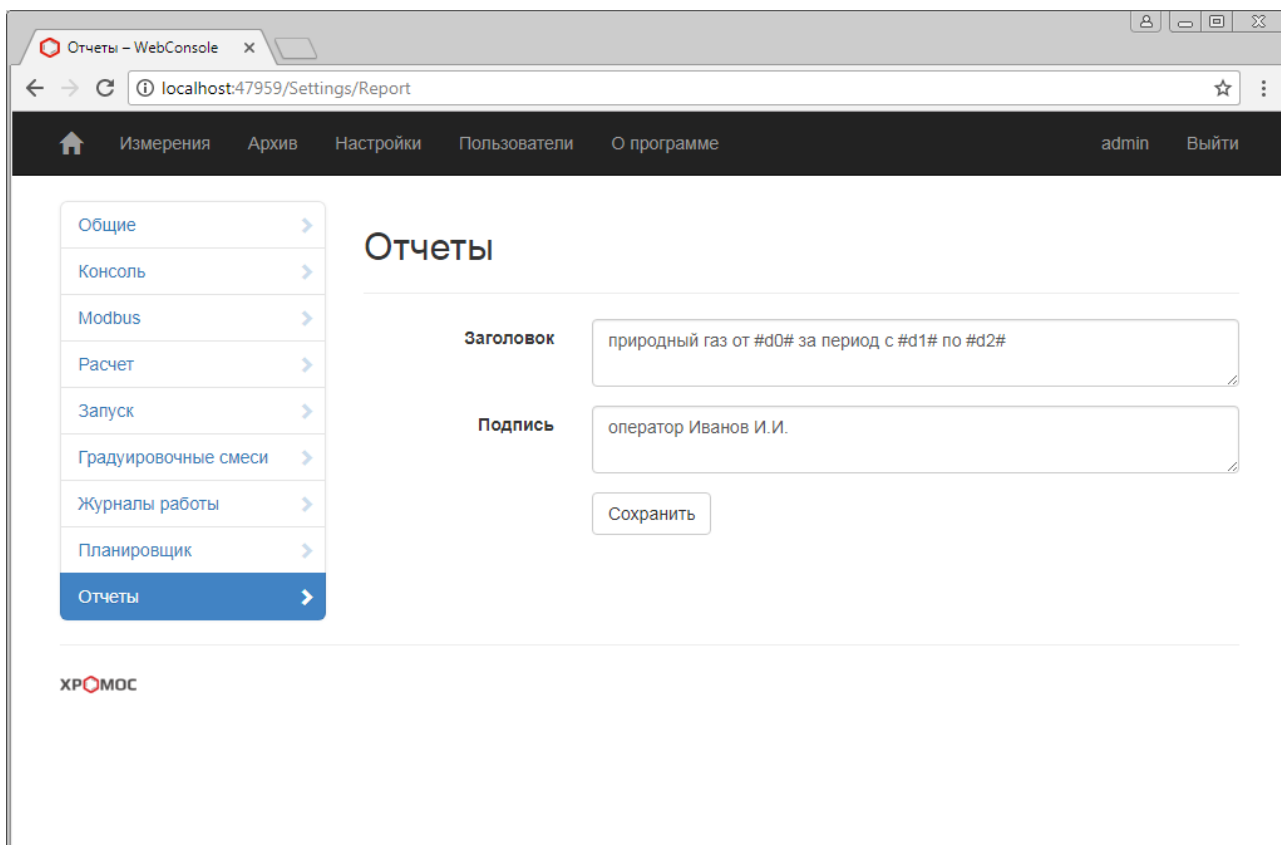 Отчеты – WebConsole
localhost:47959/Settings/Report
Измерения Архив Настройки Пользователи О программе admin Выйти
Общие
Консоль
Modbus
Расчет
Запуск
Градуировочные смеси
Журналы работы
Планировщик
Отчеты
Отчеты
Заголовок
природный газ от #d0# за период с #d1# по #d2#
Подпись
оператор Иванов И.И.
Сохранить
ХРОМОС